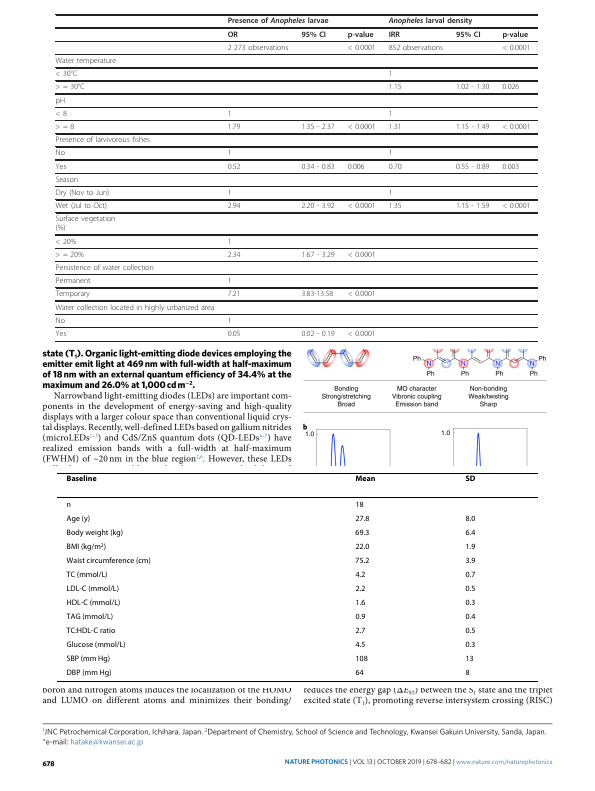 Presence of Anopheles larvae Anopheles larval density
OR 95% CI p-value IRR 95% CI p-value
2 273 observations < 0.0001 852 observations < 0.0001
Water temperature
< 30°C 1
> = 30°C 1.15 1.02 - 1.30 0.026
pH
< 8 1 1
> = 8 1.79 1.35 - 2.37 < 0.0001 1.31 1.15 - 1.49 < 0.0001
Presence of larvivorous fishes
No 1 1
Yes 0.52 0.34 - 0.83 0.006 0.70 0.55 - 0.89 0.003
Season
Dry (Nov to Jun) 1 1
Wet (Jul to Oct) 2.94 2.20 - 3.92 < 0.0001 1.35 1.15 - 1.59 < 0.0001
Surface vegetation
(%)
< 20% 1
> = 20% 2.34 1.67 - 3.29 < 0.0001
Persistence of water collection
Permanent 1
Temporary 7.21 3.83-13.58 < 0.0001
Water collection located in highly urbanized area
No 1
Yes 0.05 0.02 - 0.19 < 0.0001
state (T₁). Organic light-emitting diode devices employing the
emitter emit light at 469 nm with full-width at half-maximum
of 18 nm with an external quantum efficiency of 34.4% at the
maximum and 26.0% at 1,000 cd m⁻².
Narrowband light-emitting diodes (LEDs) are important com-
ponents in the development of energy-saving and high-quality
displays with a larger colour space than conventional liquid crys-
tal displays. Recently, well-defined LEDs based on gallium nitrides
(microLEDs) and CdS/ZnS quantum dots (QD-LEDs) have
realized emission bands with a full-width at half-maximum
(FWHM) of ~20 nm in the blue region. However, these LEDs
Ph N N N N Ph
Ph Ph Ph Ph
Bonding MO character Non-bonding
Strong/stretching Vibronic coupling Weak/twisting
Broad Emission band Sharp
b
1.0 1.0
Baseline Mean SD
n 18
Age (y) 27.8 8.0
Body weight (kg) 69.3 6.4
BMI (kg/m²) 22.0 1.9
Waist circumference (cm) 75.2 3.9
TC (mmol/L) 4.2 0.7
LDL-C (mmol/L) 2.2 0.5
HDL-C (mmol/L) 1.6 0.3
TAG (mmol/L) 0.9 0.4
TC:HDL-C ratio 2.7 0.5
Glucose (mmol/L) 4.5 0.3
SBP (mm Hg) 108 13
DBP (mm Hg) 64 8
boron and nitrogen atoms induces the localization of the HOMO
and LUMO on different atoms and minimizes their bonding/
reduces the energy gap (ΔE_ST) between the S₁ state and the triplet
excited state (T₁), promoting reverse intersystem crossing (RISC)
¹JNC Petrochemical Corporation, Ichihara, Japan. ²Department of Chemistry, School of Science and Technology, Kwansei Gakuin University, Sanda, Japan.
*e-mail: hatake@kwansei.ac.jp
678 NATURE PHOTONICS | VOL 13 | OCTOBER 2019 | 678–682 | www.nature.com/naturephotonics